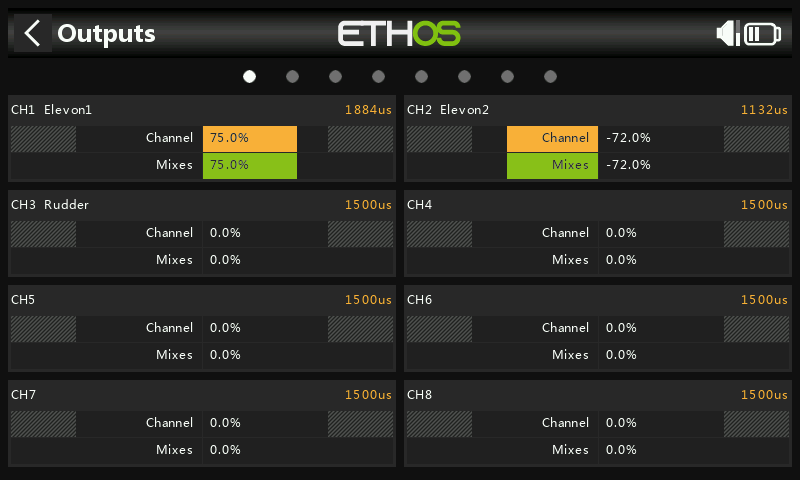 Outputs
ETHOS
CH1 Elevon1 1884us
Channel 75.0%
Mixes 75.0%
CH2 Elevon2 1132us
Channel -72.0%
Mixes -72.0%
CH3 Rudder 1500us
Channel 0.0%
Mixes 0.0%
CH4 1500us
Channel 0.0%
Mixes 0.0%
CH5 1500us
Channel 0.0%
Mixes 0.0%
CH6 1500us
Channel 0.0%
Mixes 0.0%
CH7 1500us
Channel 0.0%
Mixes 0.0%
CH8 1500us
Channel 0.0%
Mixes 0.0%